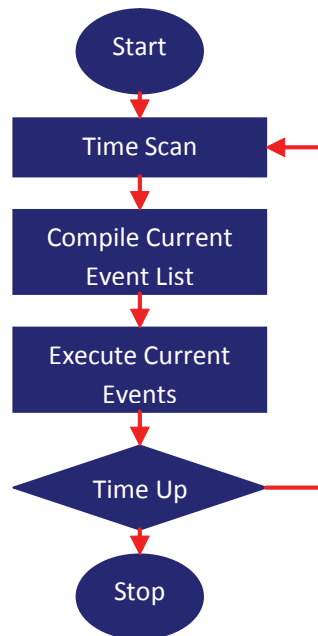 Start
Time Scan
Compile Current
Event List
Execute Current
Events
Time Up
Stop